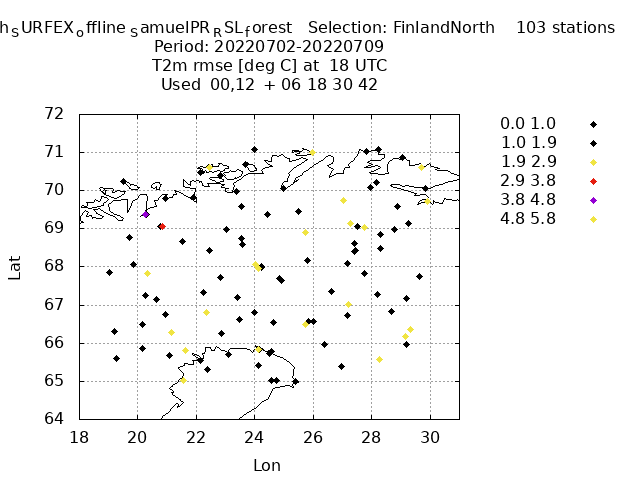 hSURFEXoffline SamuelPRRSLforest Selection: FinlandNorth 103 stations
Period: 20220702-20220709
T2m rmse [deg C] at 18 UTC
Used 00,12 + 06 18 30 42
72
71
70
69
68
67
66
65
64
18 20 22 24 26 28 30
Lat
Lon
0.0 1.0
1.0 1.9
1.9 2.9
2.9 3.8
3.8 4.8
4.8 5.8